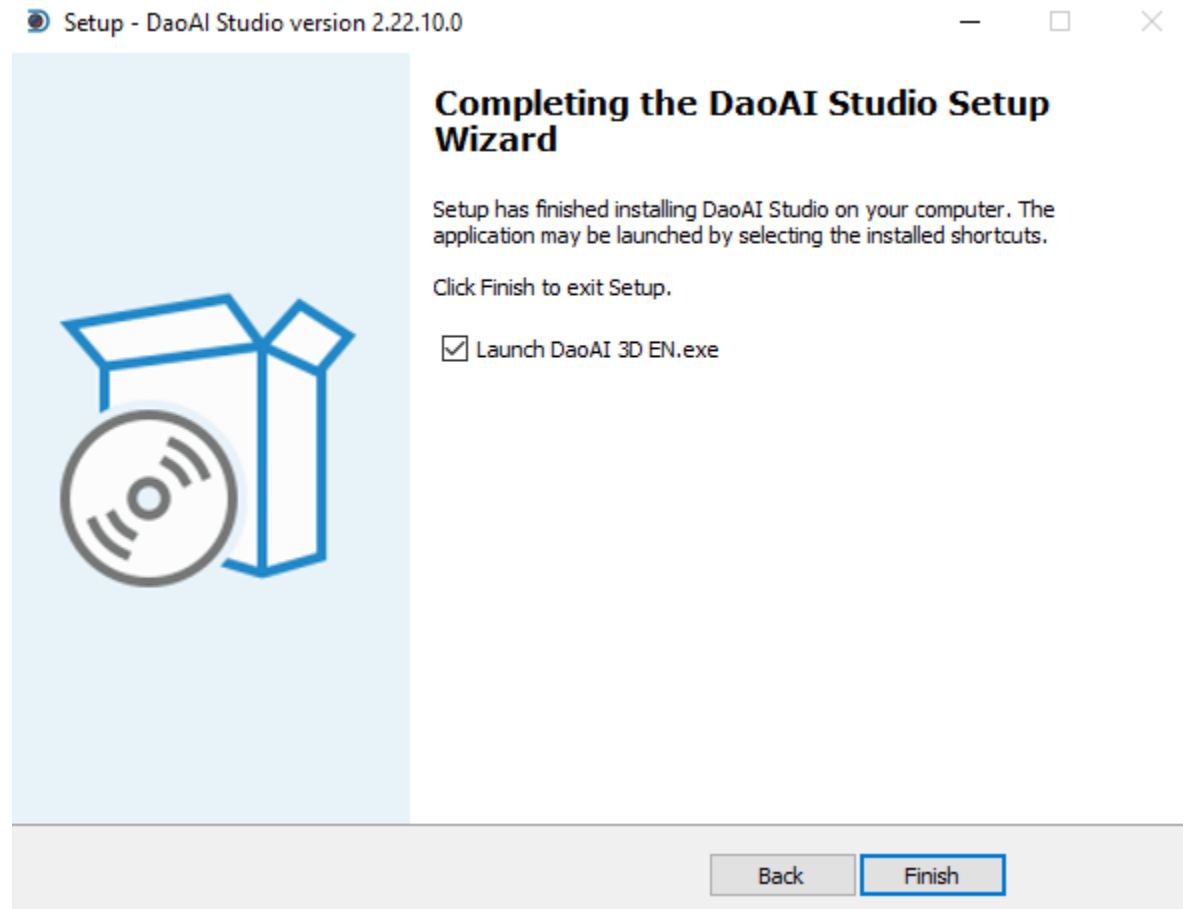 Setup - DaoAI Studio version 2.22.10.0
Completing the DaoAI Studio Setup
Wizard
Setup has finished installing DaoAI Studio on your computer. The
application may be launched by selecting the installed shortcuts.
Click Finish to exit Setup.
Launch DaoAI 3D EN.exe
Back
Finish